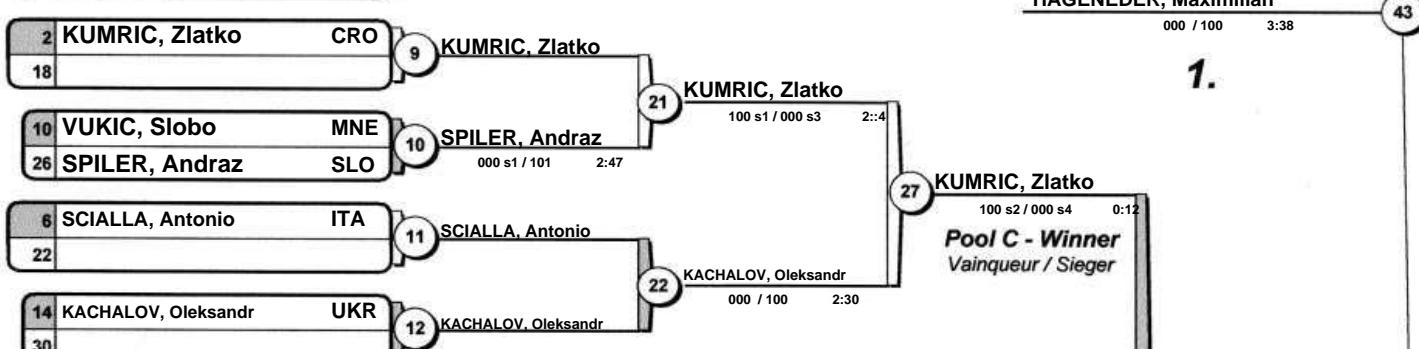 HAGENEDER, Maximilian
000 / 100 3:38
43
1.
2 KUMRIC, Zlatko CRO
18
9
KUMRIC, Zlatko
10 VUKIC, Slobo MNE
26 SPILER, Andraz SLO
10
SPILER, Andraz
000 s1 / 101 2:47
21
KUMRIC, Zlatko
100 s1 / 000 s3 2::4
6 SCIALLA, Antonio ITA
22
11
SCIALLA, Antonio
14 KACHALOV, Oleksandr UKR
30
12
KACHALOV, Oleksandr
22
KACHALOV, Oleksandr
000 / 100 2:30
27
KUMRIC, Zlatko
100 s2 / 000 s4 0:12
Pool C - Winner
Vainqueur / Sieger